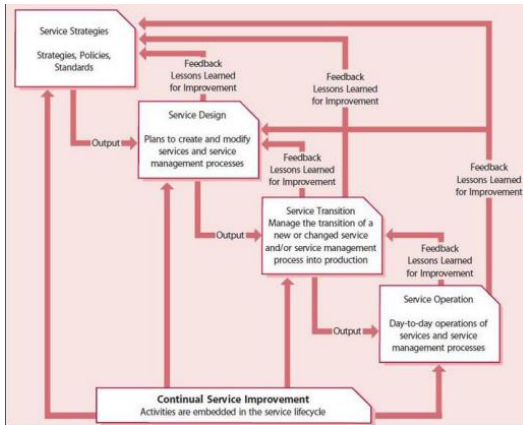 Service Strategies
Strategies, Policies,
Standards
Feedback
Lessons Learned
for Improvement
Feedback
Lessons Learned
for Improvement
Output
Service Design
Plans to create and modify
services and service
management processes
Feedback
Lessons Learned
for Improvement
Feedback
Lessons Learned
for Improvement
Output
Service Transition
Manage the transition of a
new or changed service
and/or service management
process into production
Feedback
Lessons Learned
for Improvement
Output
Service Operation
Day-to-day operations of
services and service
management processes
Continual Service Improvement
Activities are embedded in the service lifecycle